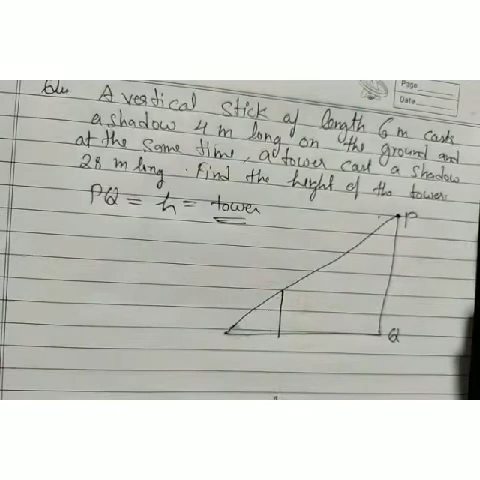 Page
Date
Que A vertical stick of length 6 m casts
a shadow 4 m long on the ground and
at the same time, a tower cast a shadow
28 m long. Find the height of the tower
PQ = h = tower
P
Q